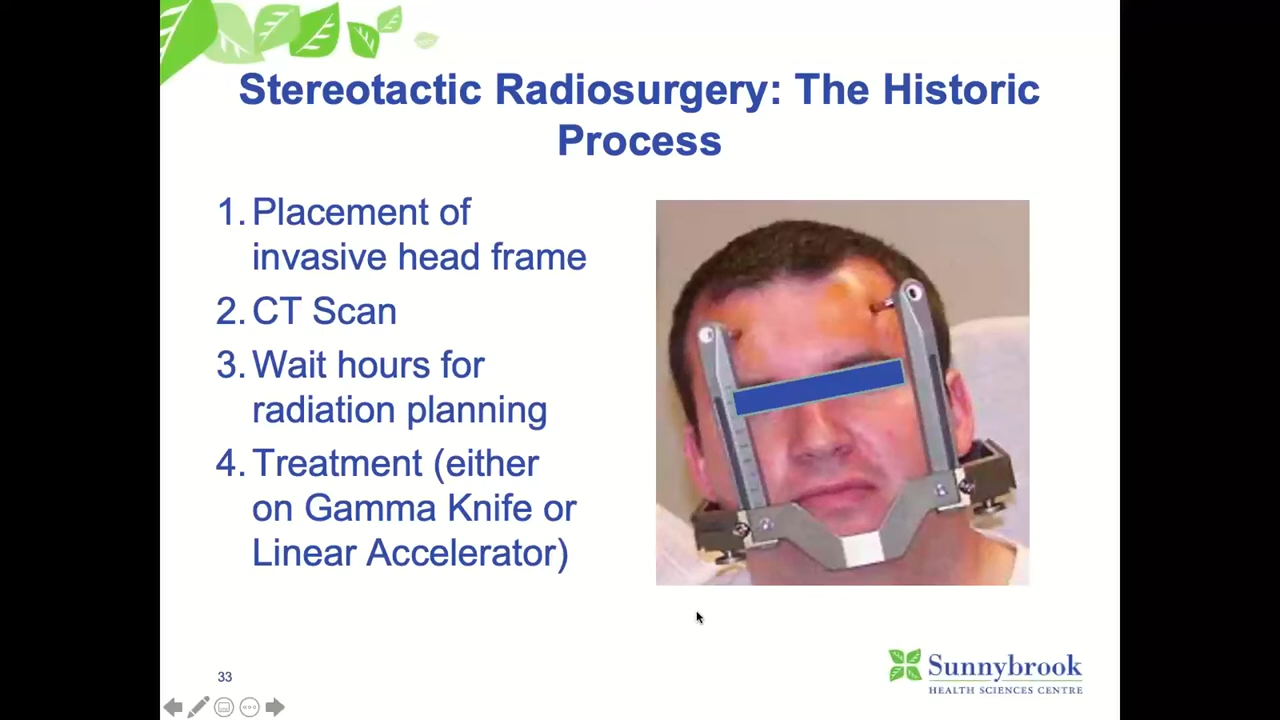 Stereotactic Radiosurgery: The Historic
Process
1. Placement of
invasive head frame
2. CT Scan
3. Wait hours for
radiation planning
4. Treatment (either
on Gamma Knife or
Linear Accelerator)
33
Sunnybrook
HEALTH SCIENCES CENTRE